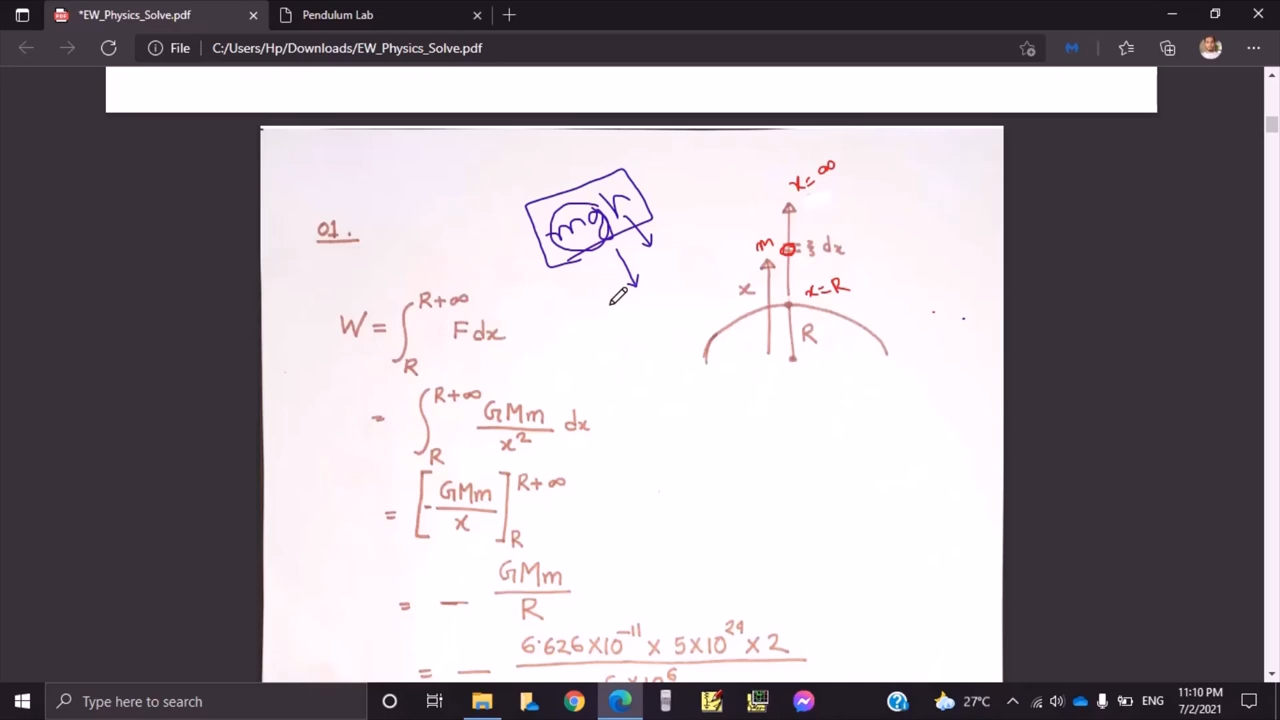 *EW_Physics_Solve.pdf
Pendulum Lab
File
C:/Users/Hp/Downloads/EW_Physics_Solve.pdf
mgh
x=∞
m
dx
x
x=R
R
01.
W = ∫_R^{R+∞} F dx
= ∫_R^{R+∞} GMm/x² dx
= [-GMm/x]_R^{R+∞}
= - GMm/R
= - 6.626×10⁻¹¹ × 5×10²⁴ × 2
Type here to search
27°C
ENG
11:10 PM
7/2/2021